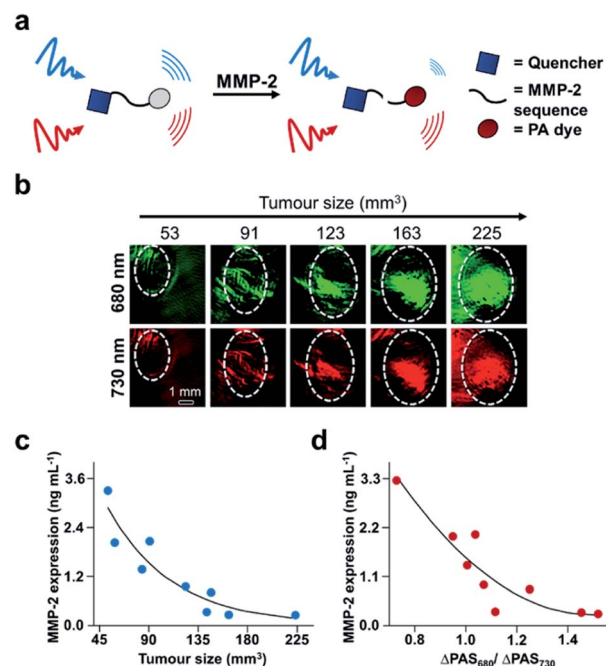 a
MMP-2
= Quencher
= MMP-2
sequence
= PA dye
b
Tumour size (mm³)
53 91 123 163 225
680 nm
730 nm
1 mm
c
MMP-2 expression (ng mL⁻¹)
3.6
2.4
1.2
0.0
45 90 135 180 225
Tumour size (mm³)
d
MMP-2 expression (ng mL⁻¹)
3.3
2.2
1.1
0.0
0.8 1.0 1.2 1.4
ΔPAS₆₈₀/ ΔPAS₇₃₀